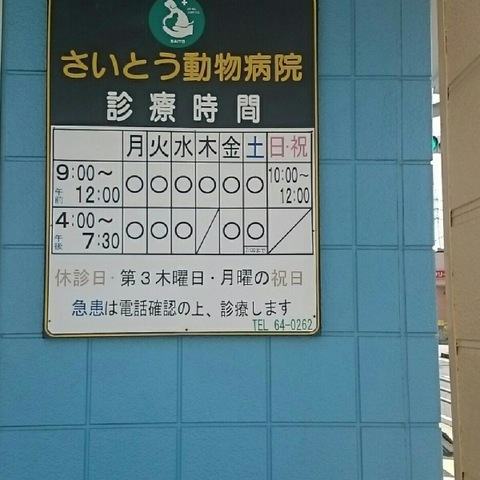 SAITO
さいとう動物病院
診療時間
月 火 水 木 金 土 日・祝
午前 9:00〜12:00 ○ ○ ○ ○ ○ ○ 10:00〜12:00
午後 4:00〜7:30 ○ ○ ○ / ○ ○ /
休診日・第3木曜日・月曜の祝日
急患は電話確認の上、診療します
TEL 64-0262